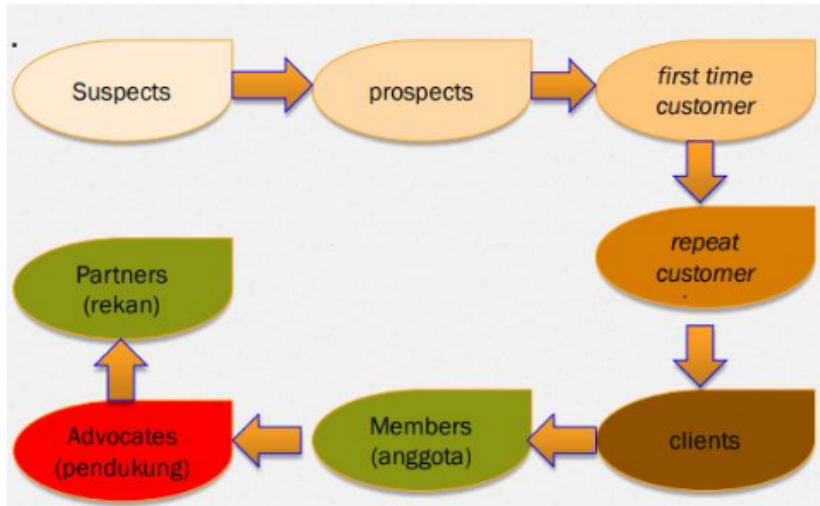 Suspects
prospects
first time
customer
repeat
customer
clients
Members
(anggota)
Advocates
(pendukung)
Partners
(rekan)